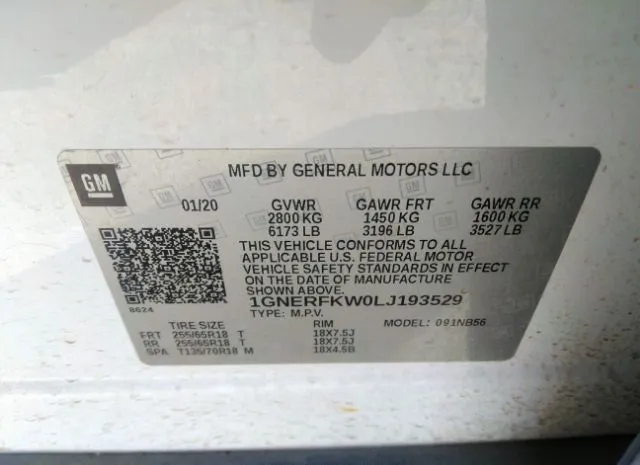 GM
MFD BY GENERAL MOTORS LLC
01/20 GVWR GAWR FRT GAWR RR
2800 KG 1450 KG 1600 KG
6173 LB 3196 LB 3527 LB
THIS VEHICLE CONFORMS TO ALL
APPLICABLE U.S. FEDERAL MOTOR
VEHICLE SAFETY STANDARDS IN EFFECT
ON THE DATE OF MANUFACTURE
SHOWN ABOVE.
8624
1GNERFKW0LJ193529
TYPE: M.P.V. MODEL: 091NB56
TIRE SIZE RIM
FRT 255/65R18 T 18X7.5J
RR 255/65R18 T 18X7.5J
SPA T135/70R18 M 18X4.5B